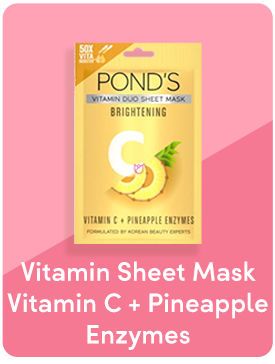 50X
VITA
POND'S
VITAMIN DUO SHEET MASK
BRIGHTENING
C
VITAMIN C + PINEAPPLE ENZYMES
FORMULATED BY KOREAN BEAUTY EXPERTS
Vitamin Sheet Mask
Vitamin C + Pineapple
Enzymes